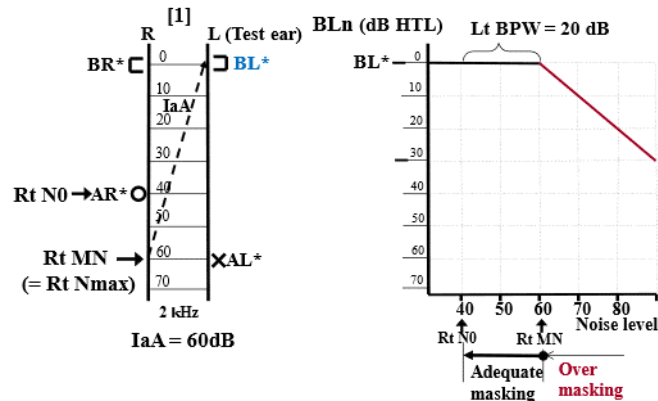 [1]
R L (Test ear)
BR* 0 BL*
10
IaA
20
30
Rt N0 AR* 40
50
Rt MN 60 AL*
(= Rt Nmax)
70
2 кHz
IaA = 60dB
BLn (dB HTL) Lt BPW = 20 dB
BL* 0
10
20
30
0
40
50
60
70
40 50 60 80
Noise level
Rt N0 Rt MN
Adequate masking
Over masking